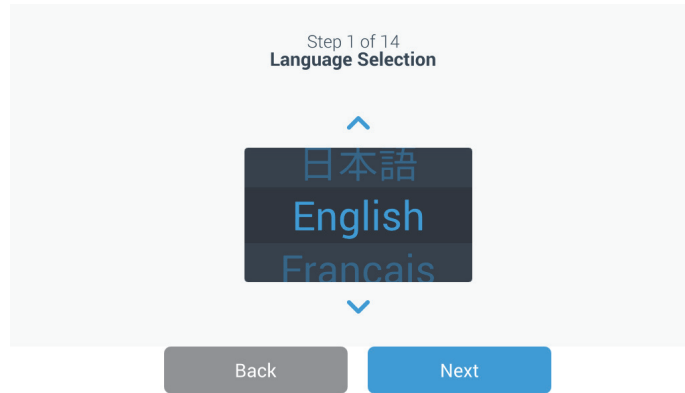 Step 1 of 14
Language Selection
日本語
English
Francais
Back
Next